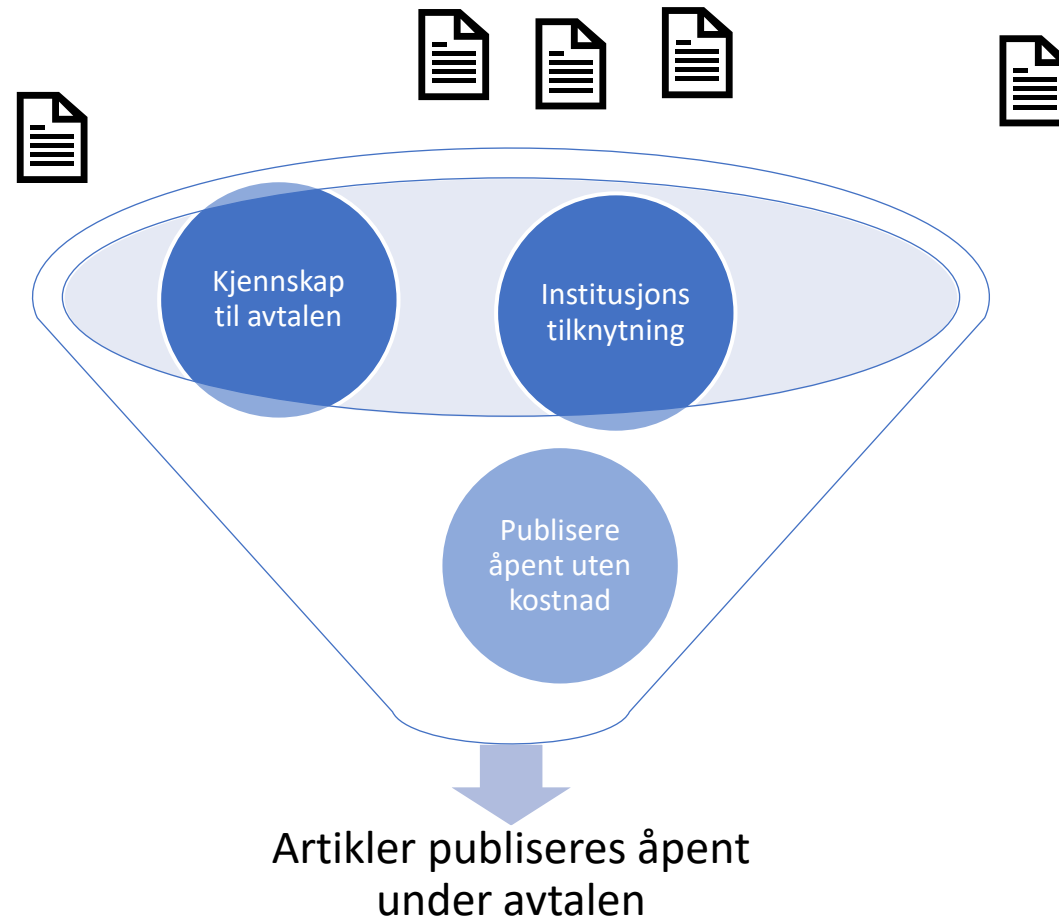 Kjennskap
til avtalen
Institusjons
tilknytning
Publisere
åpent uten
kostnad
Artikler publiseres åpent
under avtalen